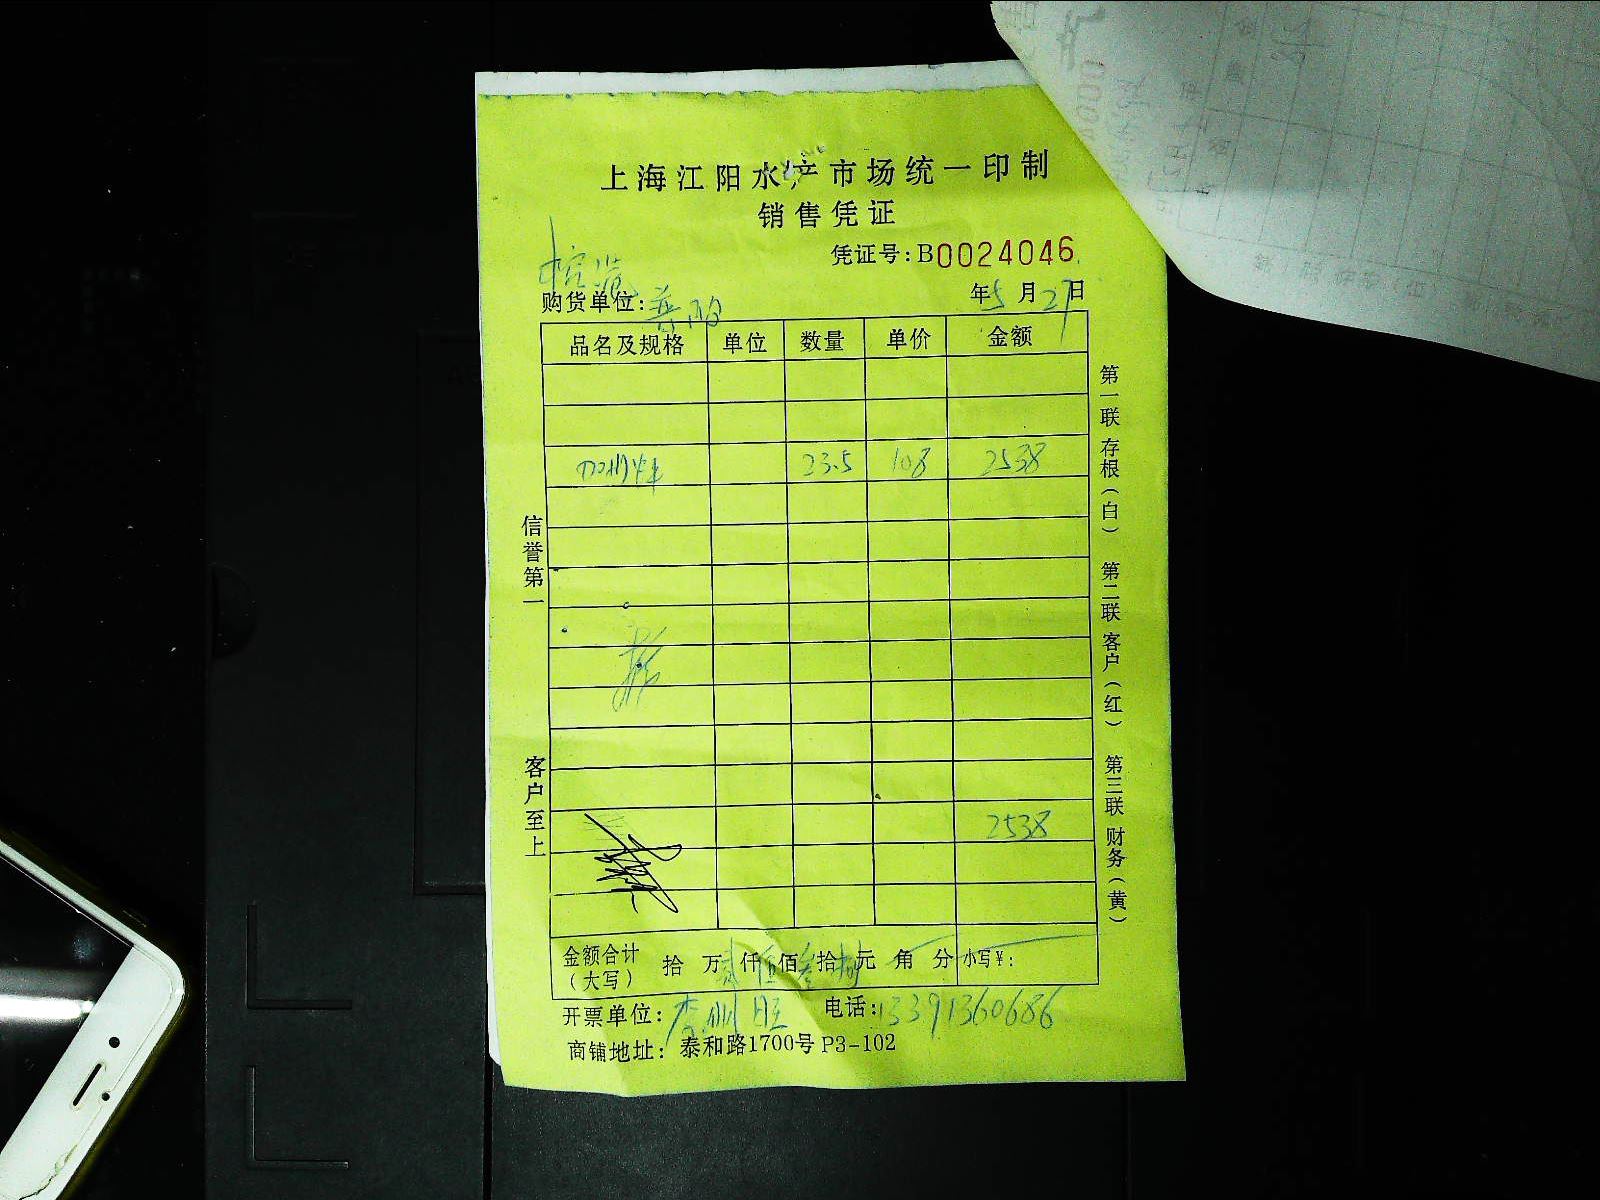 上海江阳水产市场统一印制
销售凭证
凭证号:B0024046
购货单位:
年5月27日
品名及规格 单位 数量 单价 金额
23.5 108 2538
2538
金额合计(大写) 拾 万 仟 佰 拾 元 角 分 小写¥:
开票单位: 电话:13391360686
商铺地址: 泰和路1700号 P3-102
信誉第一
客户至上
第一联 存根(白) 第二联 客户(红) 第三联 财务(黄)